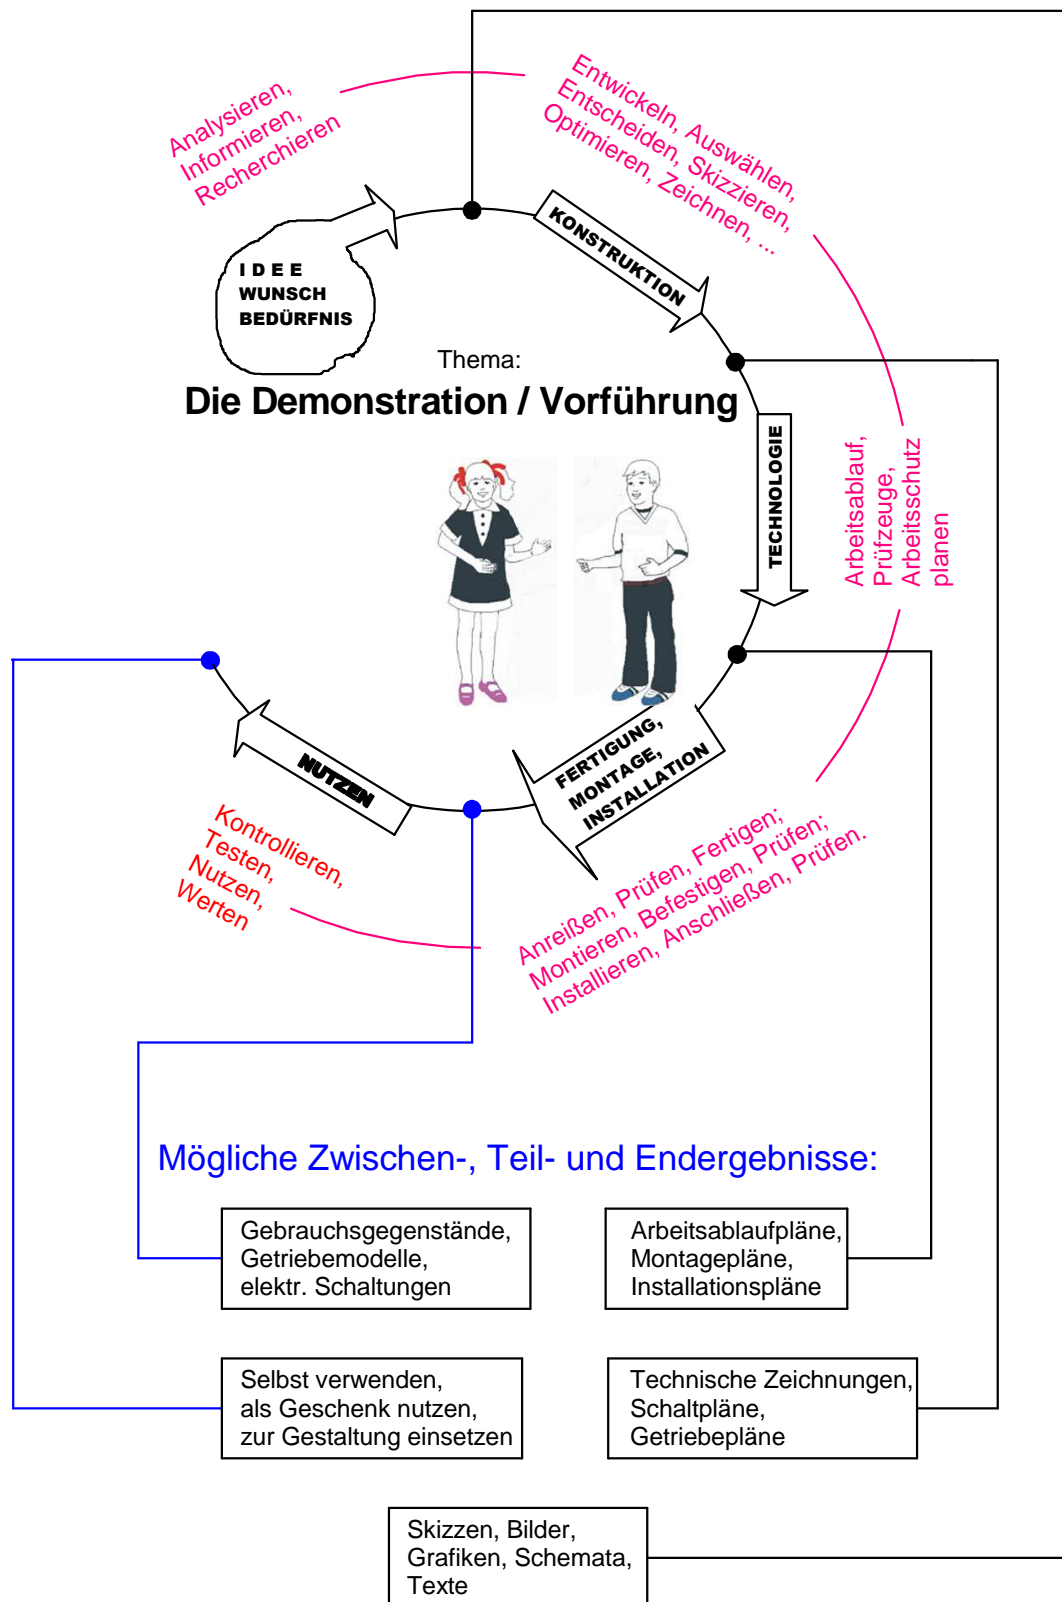 Analysieren,
Informieren,
Recherchieren
Entwickeln, Auswählen,
Entscheiden, Skizzieren,
Optimieren, Zeichnen, ...
I D E E
WUNSCH
BEDÜRFNIS
KONSTRUKTION
Thema:
Die Demonstration / Vorführung
TECHNOLOGIE
Arbeitsablauf,
Prüfzeuge,
Arbeitsschutz
planen
FERTIGUNG,
MONTAGE,
INSTALLATION
Anreißen, Prüfen, Fertigen;
Montieren, Befestigen, Prüfen;
Installieren, Anschließen, Prüfen.
NUTZEN
Kontrollieren,
Testen,
Nutzen,
Werten
Mögliche Zwischen-, Teil- und Endergebnisse:
Gebrauchsgegenstände,
Getriebemodelle,
elektr. Schaltungen
Arbeitsablaufpläne,
Montagepläne,
Installationspläne
Selbst verwenden,
als Geschenk nutzen,
zur Gestaltung einsetzen
Technische Zeichnungen,
Schaltpläne,
Getriebepläne
Skizzen, Bilder,
Grafiken, Schemata,
Texte